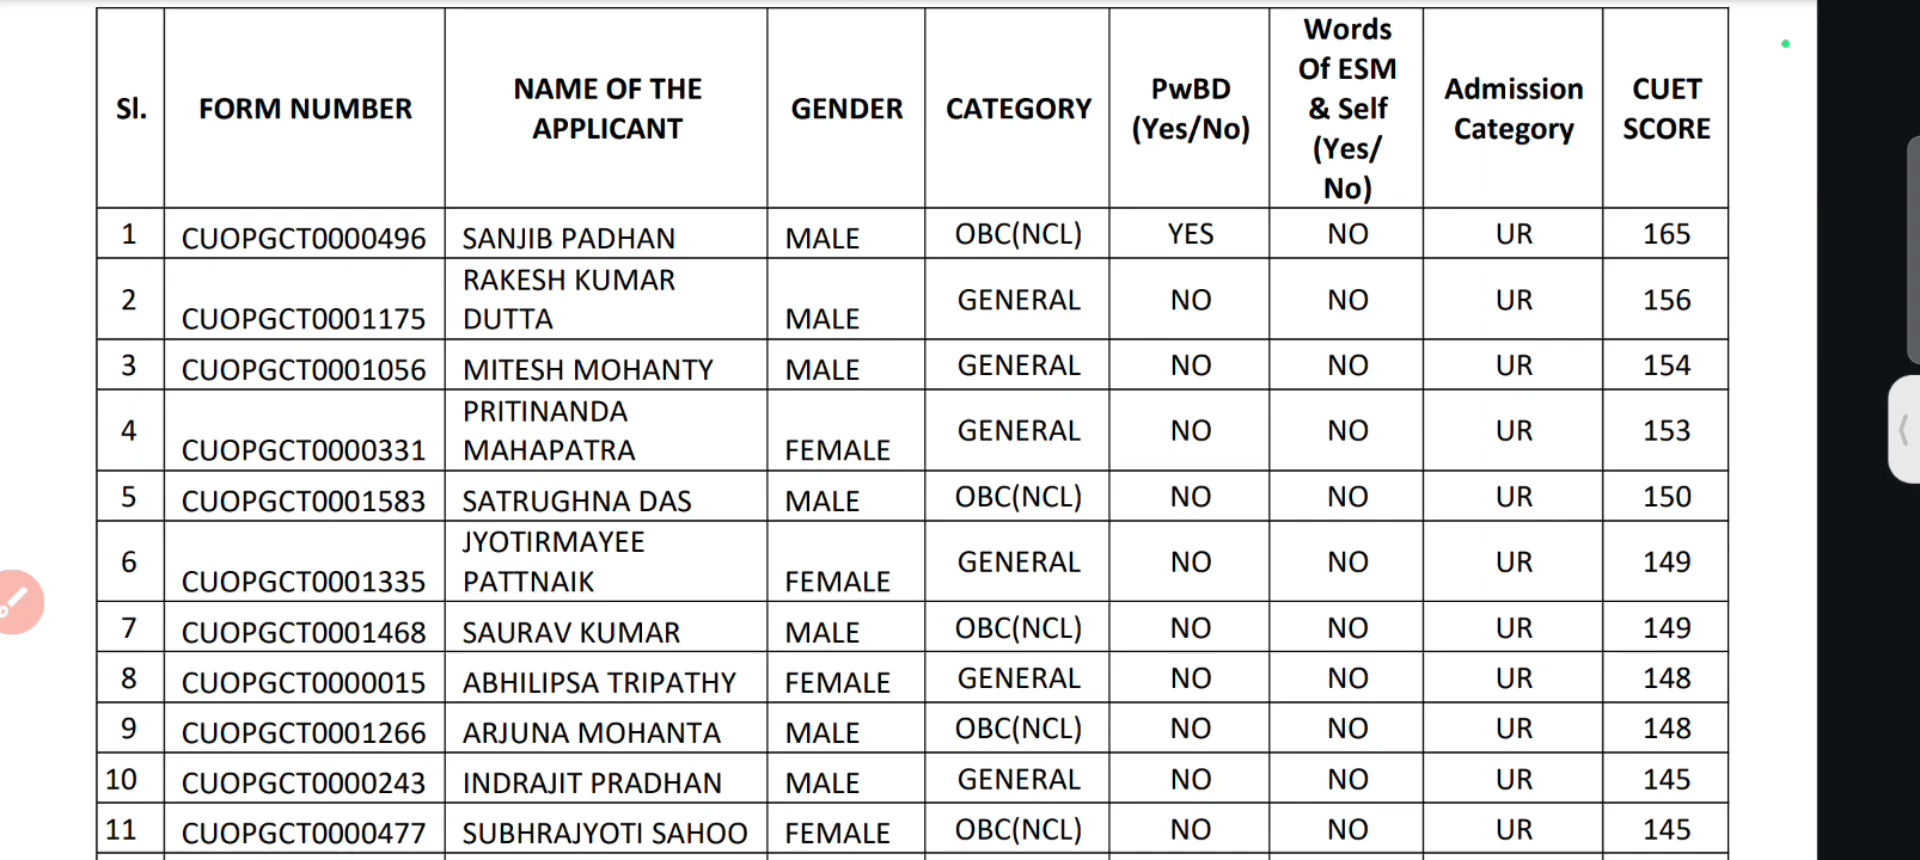 Sl. FORM NUMBER NAME OF THE APPLICANT GENDER CATEGORY PwBD (Yes/No) Words Of ESM & Self (Yes/ No) Admission Category CUET SCORE
1 CUOPGCT0000496 SANJIB PADHAN MALE OBC(NCL) YES NO UR 165
2 CUOPGCT0001175 RAKESH KUMAR DUTTA MALE GENERAL NO NO UR 156
3 CUOPGCT0001056 MITESH MOHANTY MALE GENERAL NO NO UR 154
4 CUOPGCT0000331 PRITINANDA MAHAPATRA FEMALE GENERAL NO NO UR 153
5 CUOPGCT0001583 SATRUGHNA DAS MALE OBC(NCL) NO NO UR 150
6 CUOPGCT0001335 JYOTIRMAYEE PATTNAIK FEMALE GENERAL NO NO UR 149
7 CUOPGCT0001468 SAURAV KUMAR MALE OBC(NCL) NO NO UR 149
8 CUOPGCT0000015 ABHILIPSA TRIPATHY FEMALE GENERAL NO NO UR 148
9 CUOPGCT0001266 ARJUNA MOHANTA MALE OBC(NCL) NO NO UR 148
10 CUOPGCT0000243 INDRAJIT PRADHAN MALE GENERAL NO NO UR 145
11 CUOPGCT0000477 SUBHRAJYOTI SAHOO FEMALE OBC(NCL) NO NO UR 145